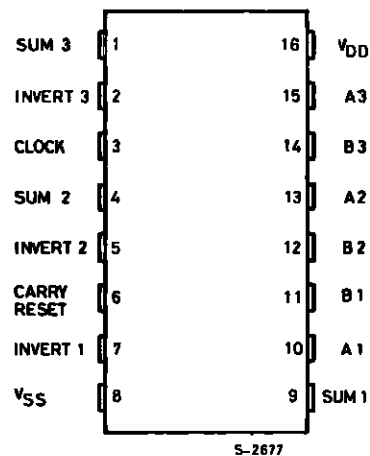 SUM 3 1 16 VDD
INVERT 3 2 15 A3
CLOCK 3 14 B3
SUM 2 4 13 A2
INVERT 2 5 12 B2
CARRY
RESET 6 11 B1
INVERT 1 7 10 A1
VSS 8 9 SUM 1
S-2677